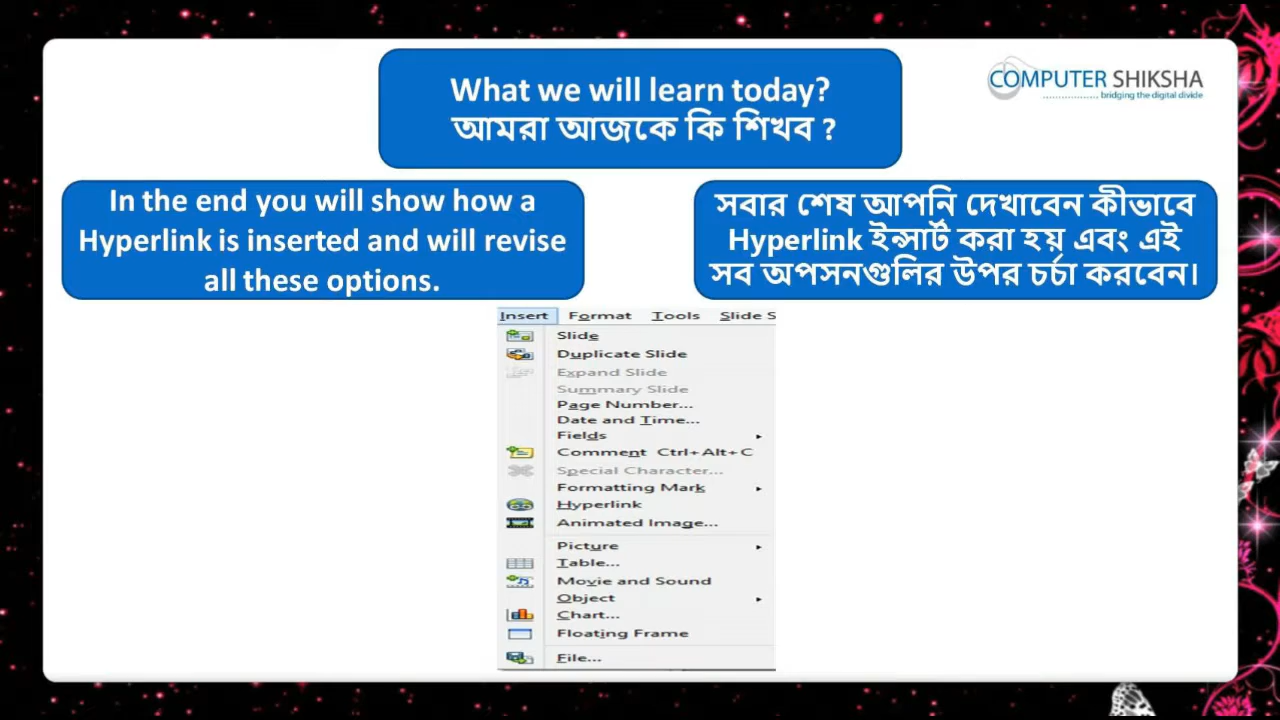 What we will learn today?
আমরা আজকে কি শিখব ?
COMPUTER SHIKSHA
bridging the digital divide
In the end you will show how a
Hyperlink is inserted and will revise
all these options.
সবার শেষ আপনি দেখাবেন কীভাবে
Hyperlink ইন্সার্ট করা হয় এবং এই
সব অপসনগুলির উপর চর্চা করবেন।
Insert Format Tools Slide S
Slide
Duplicate Slide
Expand Slide
Summary Slide
Page Number...
Date and Time...
Fields
Comment Ctrl+Alt+C
Special Character...
Formatting Mark
Hyperlink
Animated Image...
Picture
Table...
Movie and Sound
Object
Chart...
Floating Frame
File...